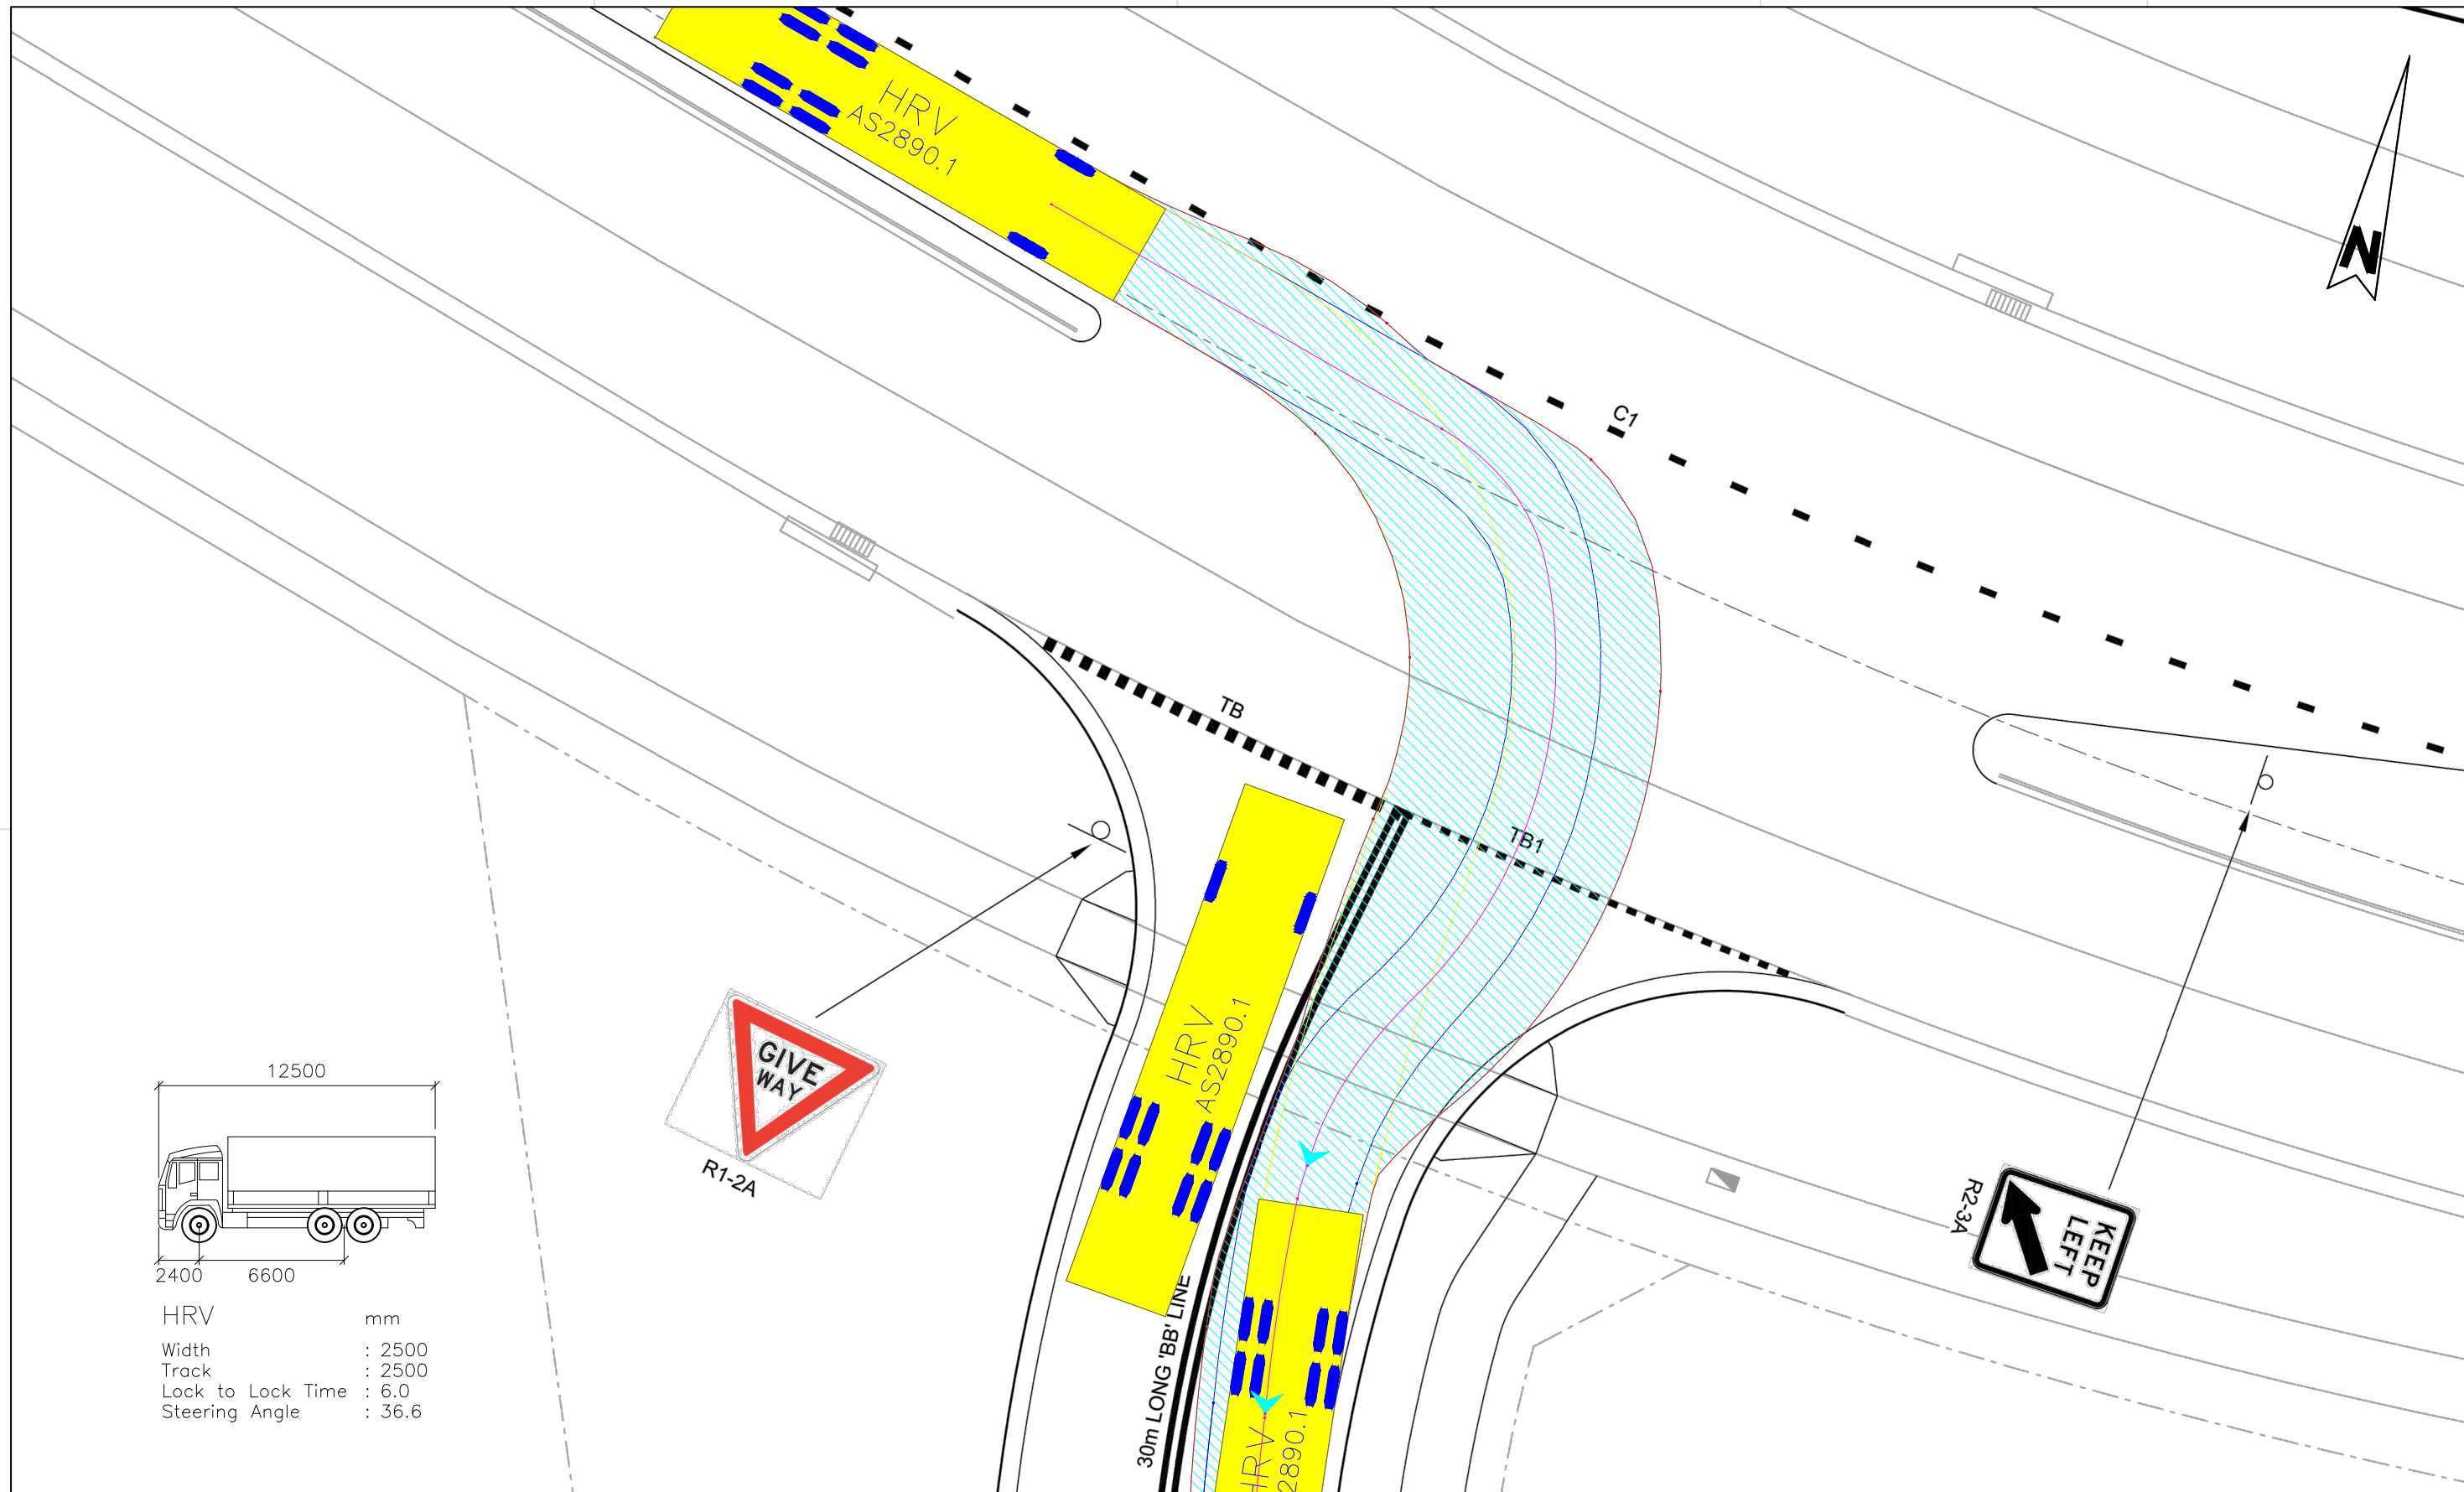 HRV
AS2890.1
C1
N
TB
TB1
HRV
AS2890.1
GIVE
WAY
R1-2A
30m LONG 'BB' LINE
HRV
2890.1
KEEP
LEFT
R2-3A
12500
2400
6600
HRV mm
Width : 2500
Track : 2500
Lock to Lock Time : 6.0
Steering Angle : 36.6